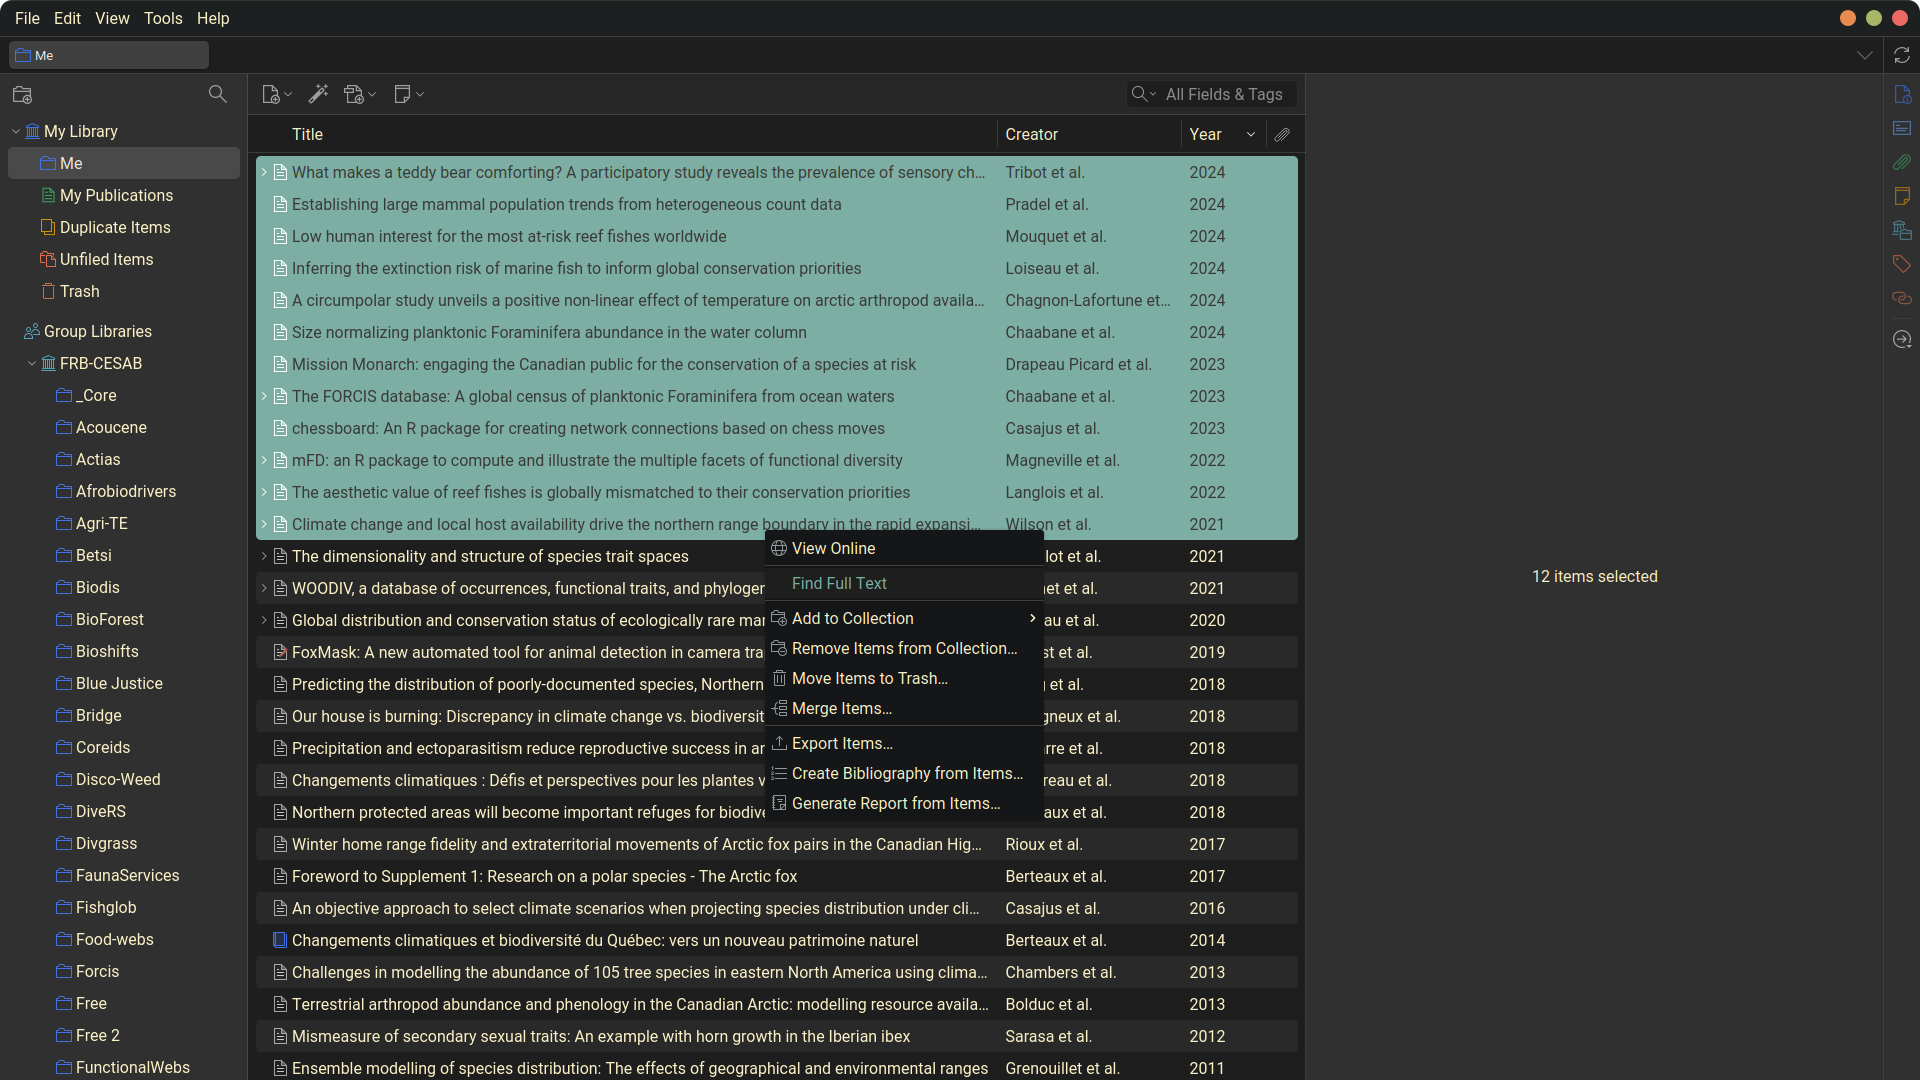 File Edit View Tools Help
Me
All Fields & Tags
My Library
Me
My Publications
Duplicate Items
Unfiled Items
Trash
Group Libraries
FRB-CESAB
_Core
Acoucene
Actias
Afrobiodrivers
Agri-TE
Betsi
Biodis
BioForest
Bioshifts
Blue Justice
Bridge
Coreids
Disco-Weed
DiveRS
Divgrass
FaunaServices
Fishglob
Food-webs
Forcis
Free
Free 2
FunctionalWebs
Title Creator Year
What makes a teddy bear comforting? A participatory study reveals the prevalence of sensory ch... Tribot et al. 2024
Establishing large mammal population trends from heterogeneous count data Pradel et al. 2024
Low human interest for the most at-risk reef fishes worldwide Mouquet et al. 2024
Inferring the extinction risk of marine fish to inform global conservation priorities Loiseau et al. 2024
A circumpolar study unveils a positive non-linear effect of temperature on arctic arthropod availa... Chagnon-Lafortune et... 2024
Size normalizing planktonic Foraminifera abundance in the water column Chaabane et al. 2024
Mission Monarch: engaging the Canadian public for the conservation of a species at risk Drapeau Picard et al. 2023
The FORCIS database: A global census of planktonic Foraminifera from ocean waters Chaabane et al. 2023
chessboard: An R package for creating network connections based on chess moves Casajus et al. 2023
mFD: an R package to compute and illustrate the multiple facets of functional diversity Magneville et al. 2022
The aesthetic value of reef fishes is globally mismatched to their conservation priorities Langlois et al. 2022
Climate change and local host availability drive the northern range boundary in the rapid expansi... Wilson et al. 2021
The dimensionality and structure of species trait spaces lot et al. 2021
WOODIV, a database of occurrences, functional traits, and phyloger et al. 2021
Global distribution and conservation status of ecologically rare mar au et al. 2020
FoxMask: A new automated tool for animal detection in camera tra st et al. 2019
Predicting the distribution of poorly-documented species, Northern et al. 2018
Our house is burning: Discrepancy in climate change vs. biodiversit gneux et al. 2018
Precipitation and ectoparasitism reduce reproductive success in ar rre et al. 2018
Changements climatiques : Défis et perspectives pour les plantes v reau et al. 2018
Northern protected areas will become important refuges for biodive aux et al. 2018
Winter home range fidelity and extraterritorial movements of Arctic fox pairs in the Canadian Hig... Rioux et al. 2017
Foreword to Supplement 1: Research on a polar species - The Arctic fox Berteaux et al. 2017
An objective approach to select climate scenarios when projecting species distribution under cli... Casajus et al. 2016
Changements climatiques et biodiversité du Québec: vers un nouveau patrimoine naturel Berteaux et al. 2014
Challenges in modelling the abundance of 105 tree species in eastern North America using clima... Chambers et al. 2013
Terrestrial arthropod abundance and phenology in the Canadian Arctic: modelling resource availa... Bolduc et al. 2013
Mismeasure of secondary sexual traits: An example with horn growth in the Iberian ibex Sarasa et al. 2012
Ensemble modelling of species distribution: The effects of geographical and environmental ranges Grenouillet et al. 2011
View Online
Find Full Text
Add to Collection
Remove Items from Collection...
Move Items to Trash...
Merge Items...
Export Items...
Create Bibliography from Items...
Generate Report from Items...
12 items selected